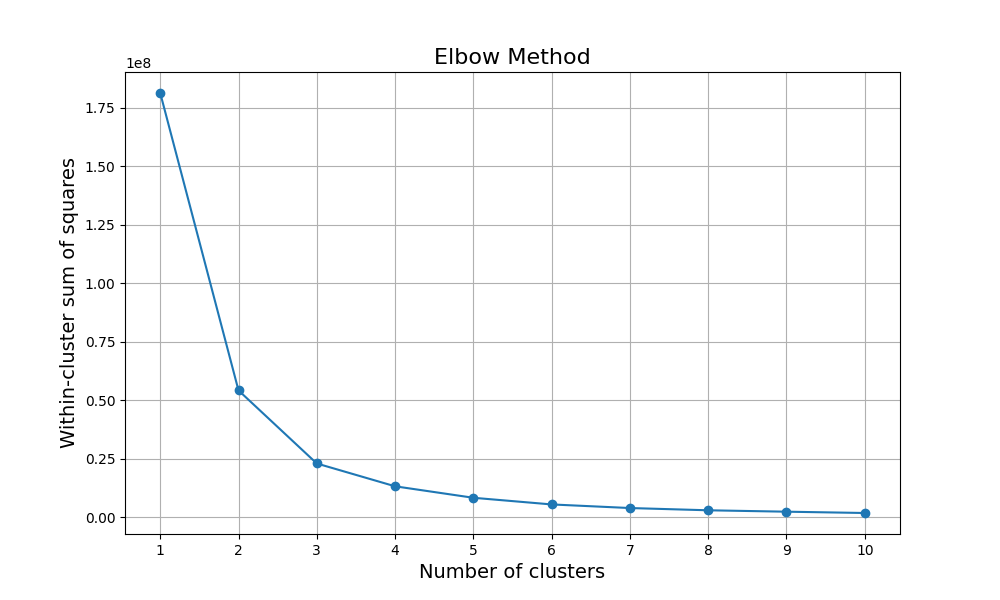 Elbow Method
1e8
1.75
1.50
1.25
1.00
0.75
0.50
0.25
0.00
Within-cluster sum of squares
1 2 3 4 5 6 7 8 9 10
Number of clusters